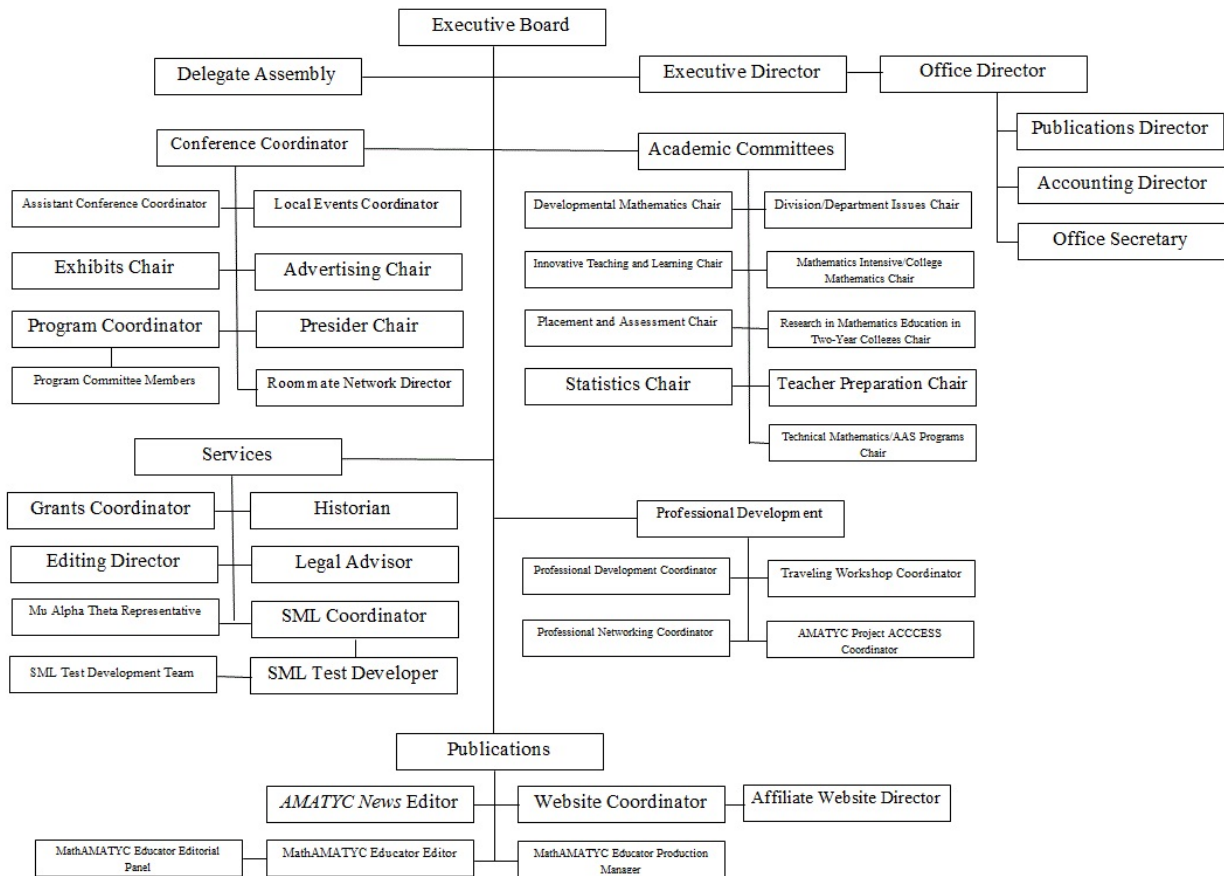 Executive Board
Delegate Assembly
Executive Director
Office Director
Publications Director
Accounting Director
Office Secretary
Conference Coordinator
Assistant Conference Coordinator
Local Events Coordinator
Exhibits Chair
Advertising Chair
Program Coordinator
Presider Chair
Program Committee Members
Roommate Network Director
Academic Committees
Developmental Mathematics Chair
Division/Department Issues Chair
Innovative Teaching and Learning Chair
Mathematics Intensive/College
Mathematics Chair
Placement and Assessment Chair
Research in Mathematics Education in
Two-Year Colleges Chair
Statistics Chair
Teacher Preparation Chair
Technical Mathematics/AAS Programs
Chair
Services
Grants Coordinator
Historian
Editing Director
Legal Advisor
Mu Alpha Theta Representative
SML Coordinator
SML Test Development Team
SML Test Developer
Professional Development
Professional Development Coordinator
Traveling Workshop Coordinator
Professional Networking Coordinator
AMATYC Project ACCCESS
Coordinator
Publications
AMATYC News Editor
Website Coordinator
Affiliate Website Director
MathAMATYC Educator Editorial
Panel
MathAMATYC Educator Editor
MathAMATYC Educator Production
Manager